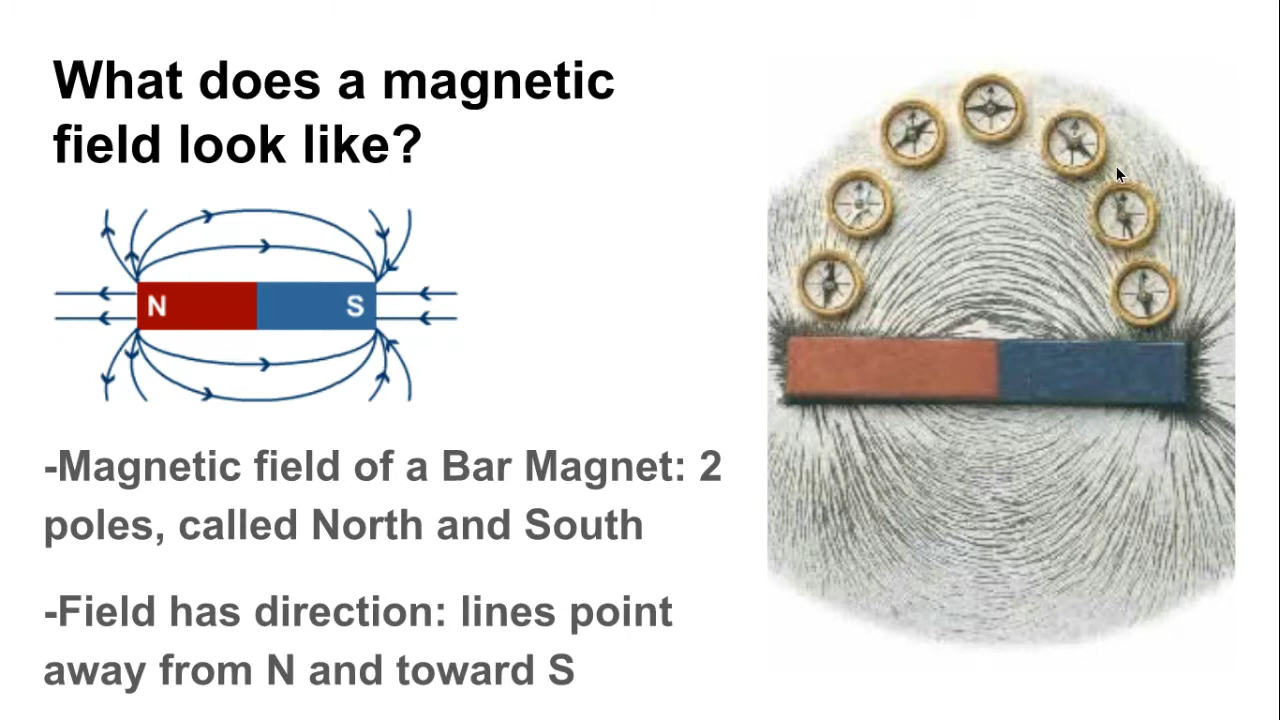 What does a magnetic
field look like?
N S
-Magnetic field of a Bar Magnet: 2
poles, called North and South
-Field has direction: lines point
away from N and toward S